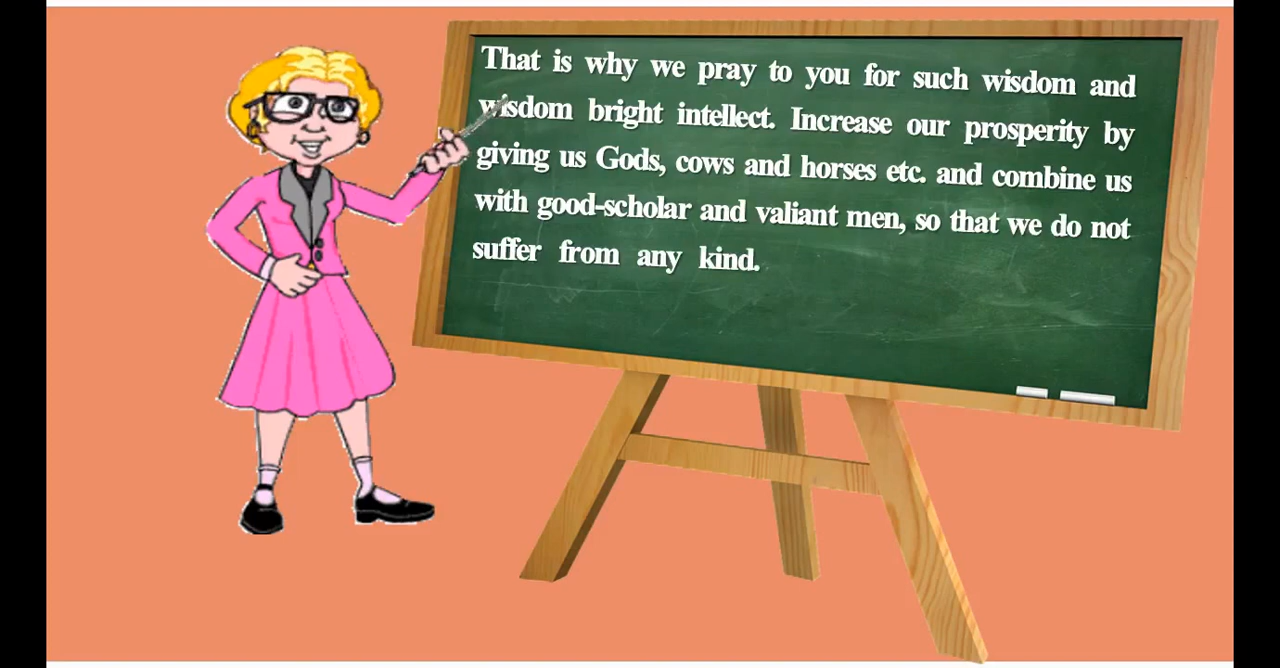 That is why we pray to you for such wisdom and
wisdom bright intellect. Increase our prosperity by
giving us Gods, cows and horses etc. and combine us
with good-scholar and valiant men, so that we do not
suffer from any kind.